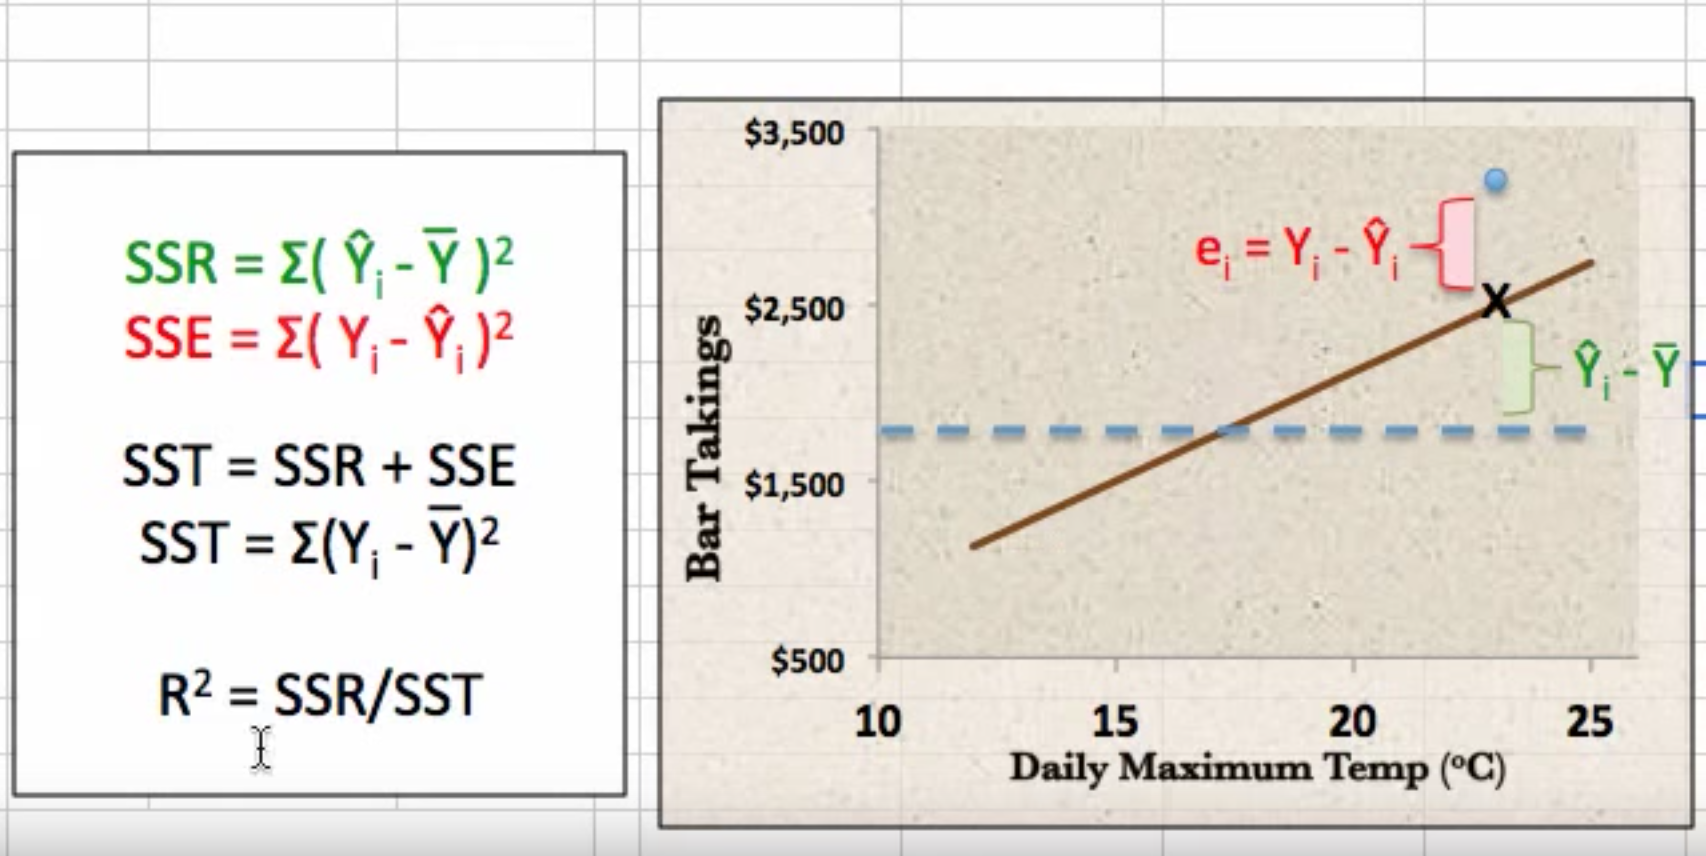 SSR = Σ( Ŷᵢ - Y̅ )²
SSE = Σ( Yᵢ - Ŷᵢ )²
SST = SSR + SSE
SST = Σ(Yᵢ - Y̅)²
R² = SSR/SST
$3,500
$2,500
$1,500
$500
Bar Takings
eᵢ = Yᵢ - Ŷᵢ
X
Ŷᵢ - Y̅
10 15 20 25
Daily Maximum Temp (ºC)